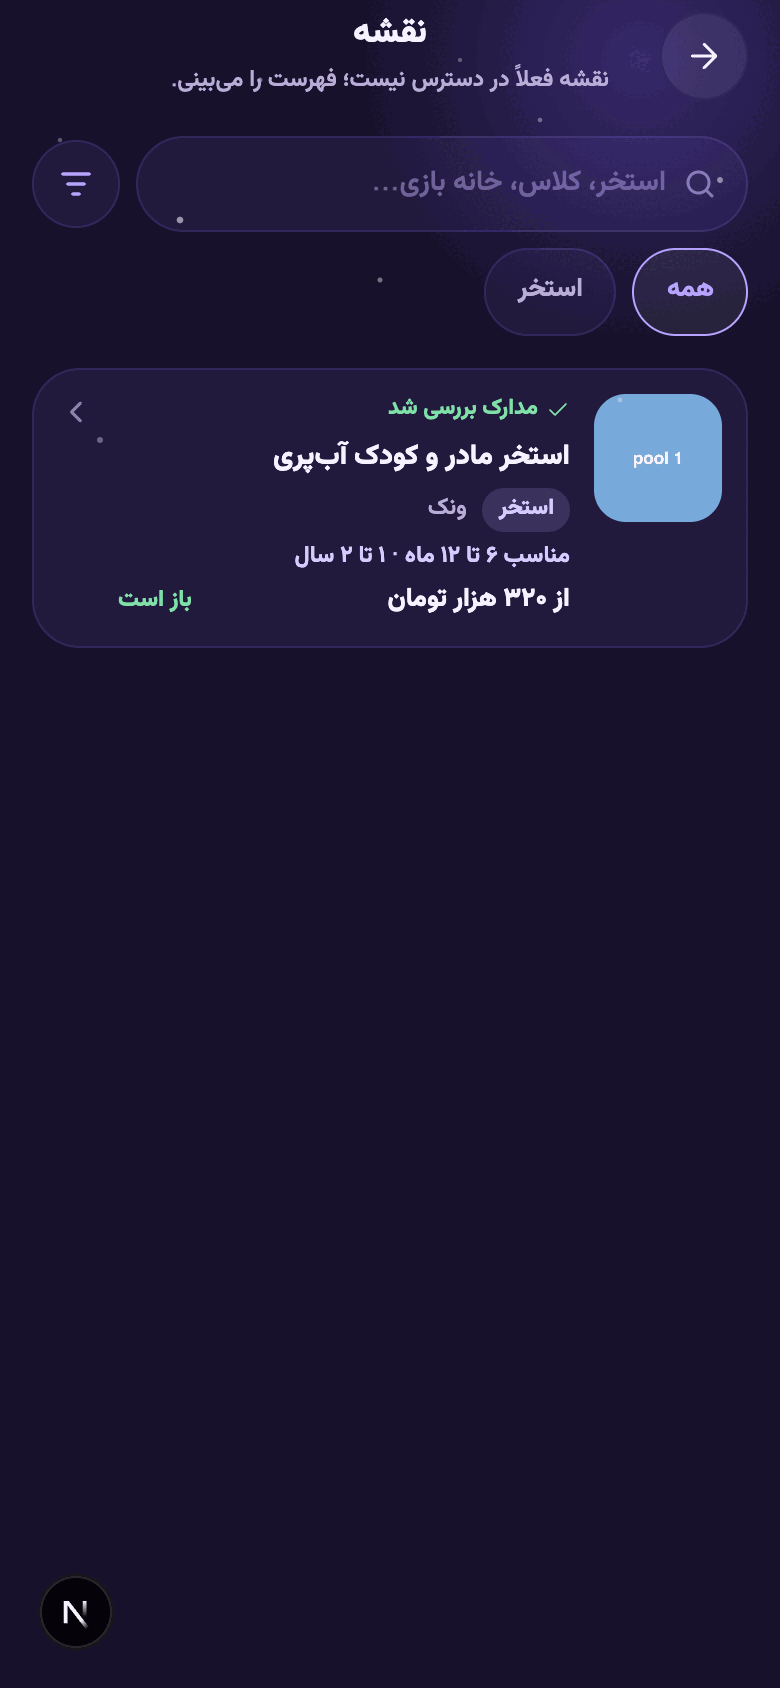 نقشه
نقشه فعلاً در دسترس نیست؛ فهرست را می‌بینی.
استخر، کلاس، خانه بازی...
همه
استخر
مدارک بررسی شد
pool 1
استخر مادر و کودک آب‌پری
استخر ونک
مناسب ۶ تا ۱۲ ماه · ۱ تا ۲ سال
از ۳۲۰ هزار تومان
باز است
N